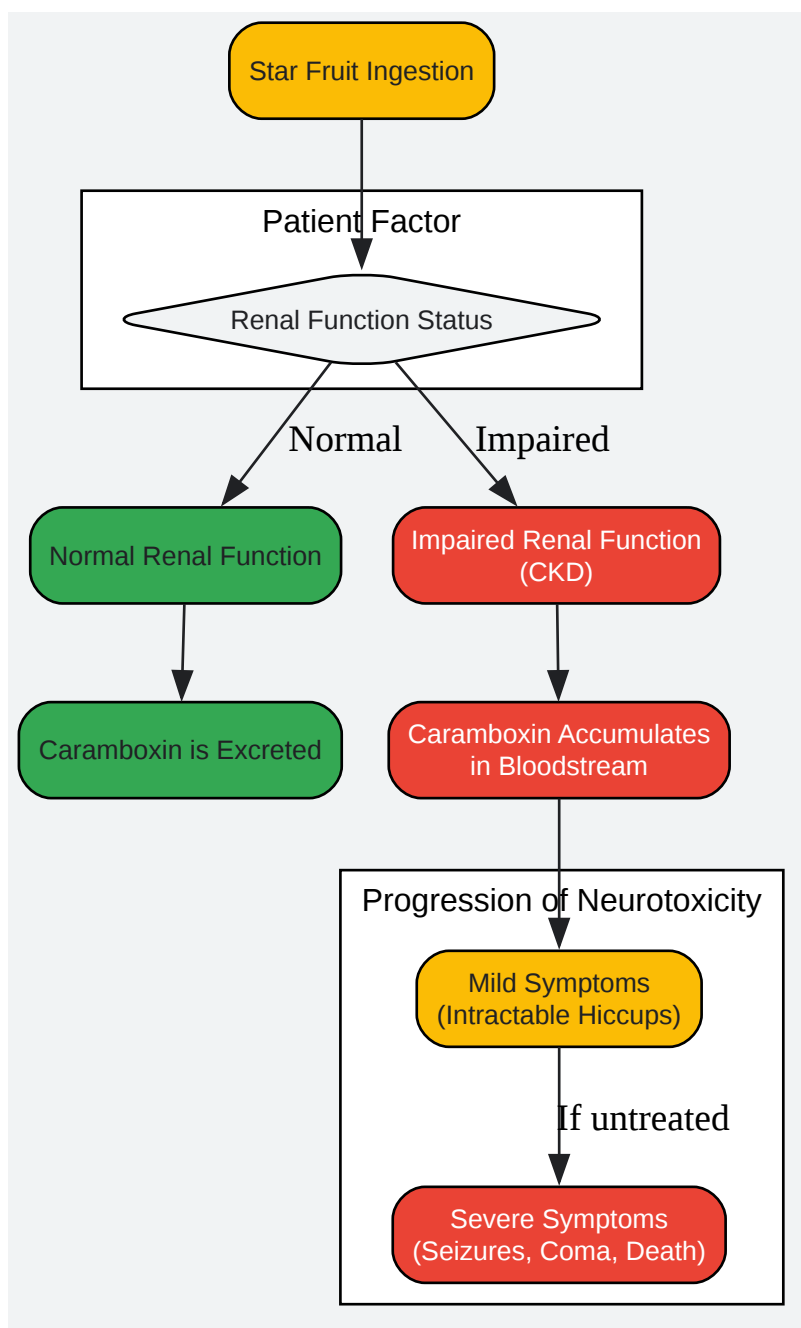 Star Fruit Ingestion
Patient Factor
Renal Function Status
Normal
Impaired
Normal Renal Function
Impaired Renal Function
(CKD)
Caramboxin is Excreted
Caramboxin Accumulates
in Bloodstream
Progression of Neurotoxicity
Mild Symptoms
(Intractable Hiccups)
If untreated
Severe Symptoms
(Seizures, Coma, Death)